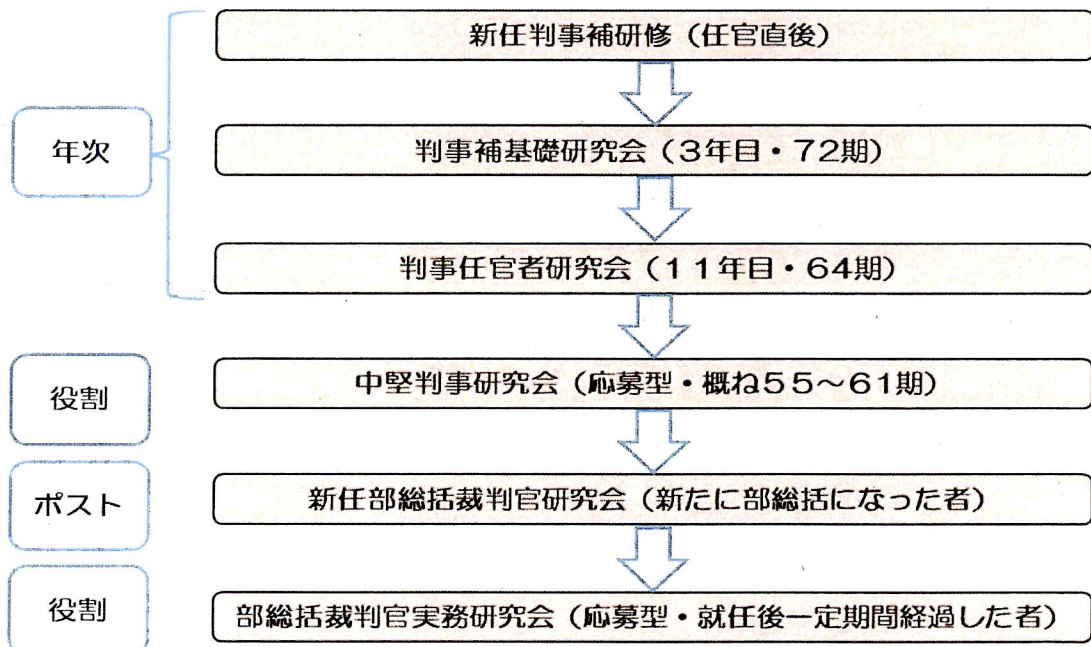 新任判事補研修（任官直後）
年次
判事補基礎研究会（３年目・７２期）
判事任官者研究会（１１年目・６４期）
役割
中堅判事研究会（応募型・概ね５５～６１期）
ポスト
新任部総括裁判官研究会（新たに部総括になった者）
役割
部総括裁判官実務研究会（応募型・就任後一定期間経過した者）